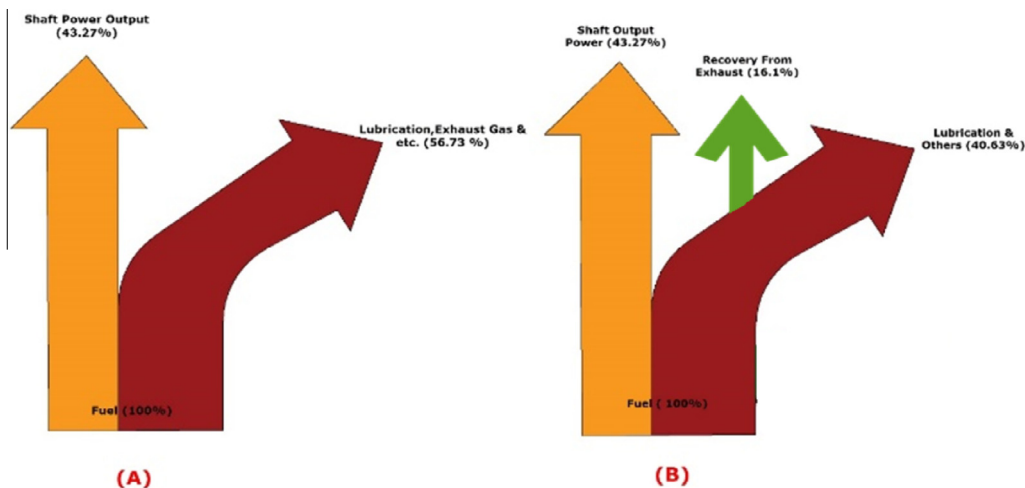 Shaft Power Output
(43.27%)
Lubrication,Exhaust Gas &
etc. (56.73 %)
Fuel (100%)
(A)
Shaft Output
Power (43.27%)
Recovery From
Exhaust (16.1%)
Lubrication &
Others (40.63%)
Fuel ( 100%)
(B)